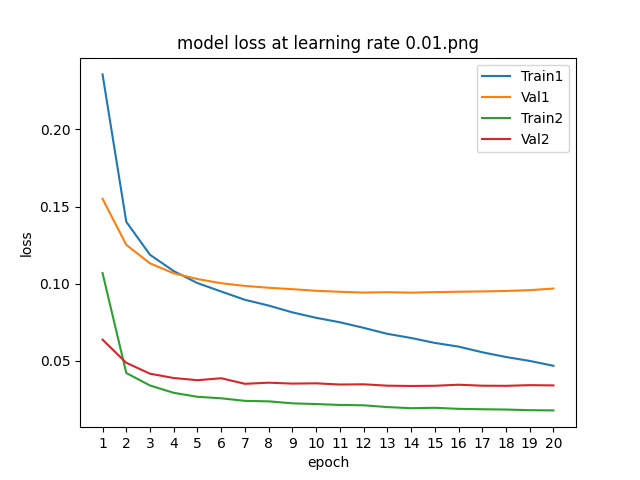 model loss at learning rate 0.01.png
Train1
Val1
Train2
Val2
0.20
0.15
0.10
0.05
loss
1 2 3 4 5 6 7 8 9 10 11 12 13 14 15 16 17 18 19 20
epoch